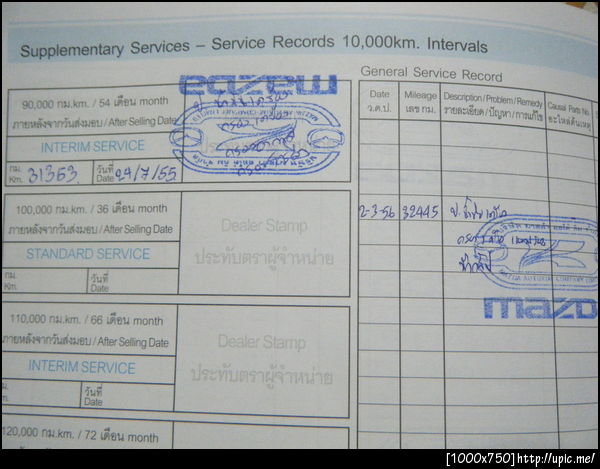 Supplementary Services – Service Records 10,000km. Intervals
90,000 กม.km. / 54 เดือน month
ภายหลังจากวันส่งมอบ / After Selling Date
INTERIM SERVICE
กม. Km. 31363 วันที่ Date 24/7/55
mazda
100,000 กม.km. / 36 เดือน month
ภายหลังจากวันส่งมอบ / After Selling Date
STANDARD SERVICE
กม. Km. วันที่ Date
Dealer Stamp
ประทับตราผู้จำหน่าย
110,000 กม.km. / 66 เดือน month
ภายหลังจากวันส่งมอบ / After Selling Date
INTERIM SERVICE
กม. Km. วันที่ Date
Dealer Stamp
ประทับตราผู้จำหน่าย
120,000 กม.km. / 72 เดือน month
General Service Record
Date ว.ด.ป. Mileage เลข กม. Description / Problem / Remedy รายละเอียด / ปัญหา / การแก้ไข Causal Parts No. อะไหล่ต้นเหตุ
2-3-56 32445
mazd
[1000x750]http://upic.me/